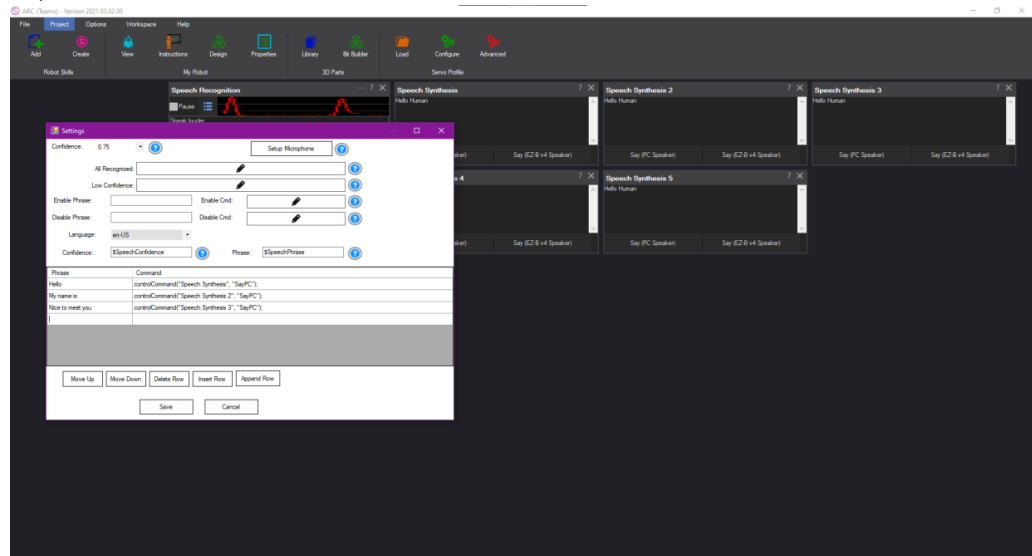 ARC (Teams) - Version 2021.03.02.00
File Project Options Workspace Help
Add Create View Instructions Design Properties Library Bit Builder Load Configure Advanced
Robot Skills My Robot 3D Parts Servo Profile
Speech Recognition ... ? X
Pause
Speak louder
Speech Synthesis ? X
Hello Human
Say (EZ-B v4 Speaker)
Speech Synthesis 2 ? X
Hello Human
Say (PC Speaker) Say (EZ-B v4 Speaker)
Speech Synthesis 3 ? X
Hello Human
Say (PC Speaker) Say (EZ-B v4 Speaker)
s 4 ? X
Say (EZ-B v4 Speaker)
Speech Synthesis 5 ? X
Hello Human
Say (PC Speaker) Say (EZ-B v4 Speaker)
Settings
Confidence: 0.75 Setup Microphone
All Recognized:
Low Confidence:
Enable Phrase: Enable Cmd:
Disable Phrase: Disable Cmd:
Language: en-US
Confidence: $SpeechConfidence Phrase: $SpeechPhrase
Phrase Command
Hello controlCommand("Speech Synthesis", "SayPC");
My name is controlCommand("Speech Synthesis 2", "SayPC");
Nice to meet you controlCommand("Speech Synthesis 3", "SayPC");
Move Up Move Down Delete Row Insert Row Append Row
Save Cancel